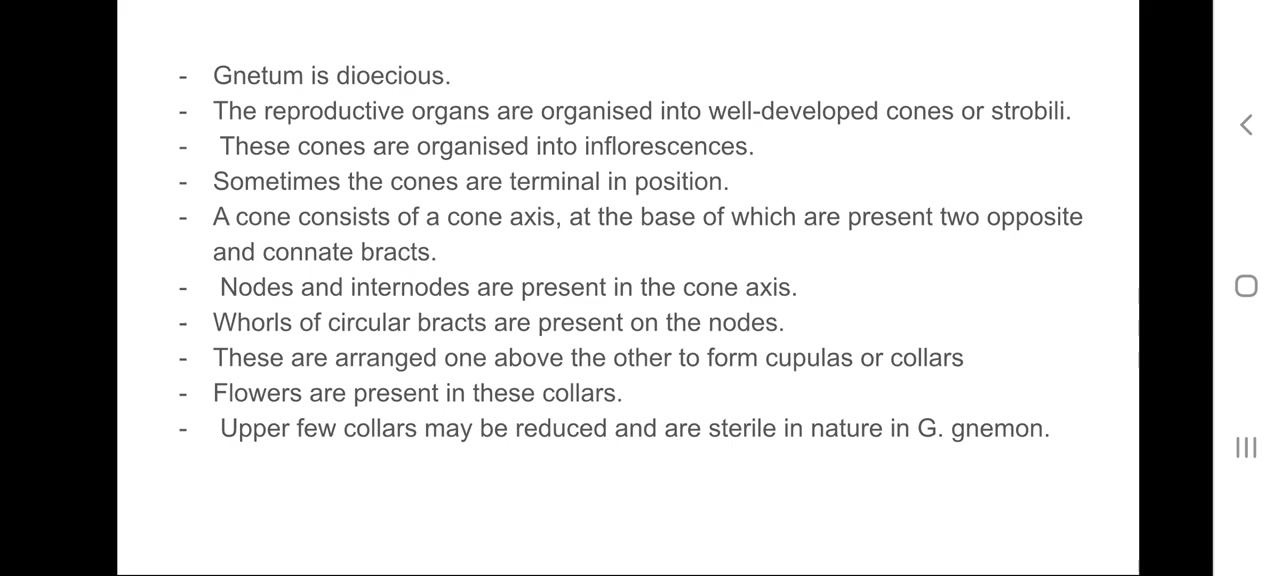 - Gnetum is dioecious.
- The reproductive organs are organised into well-developed cones or strobili.
- These cones are organised into inflorescences.
- Sometimes the cones are terminal in position.
- A cone consists of a cone axis, at the base of which are present two opposite
and connate bracts.
- Nodes and internodes are present in the cone axis.
- Whorls of circular bracts are present on the nodes.
- These are arranged one above the other to form cupulas or collars
- Flowers are present in these collars.
- Upper few collars may be reduced and are sterile in nature in G. gnemon.